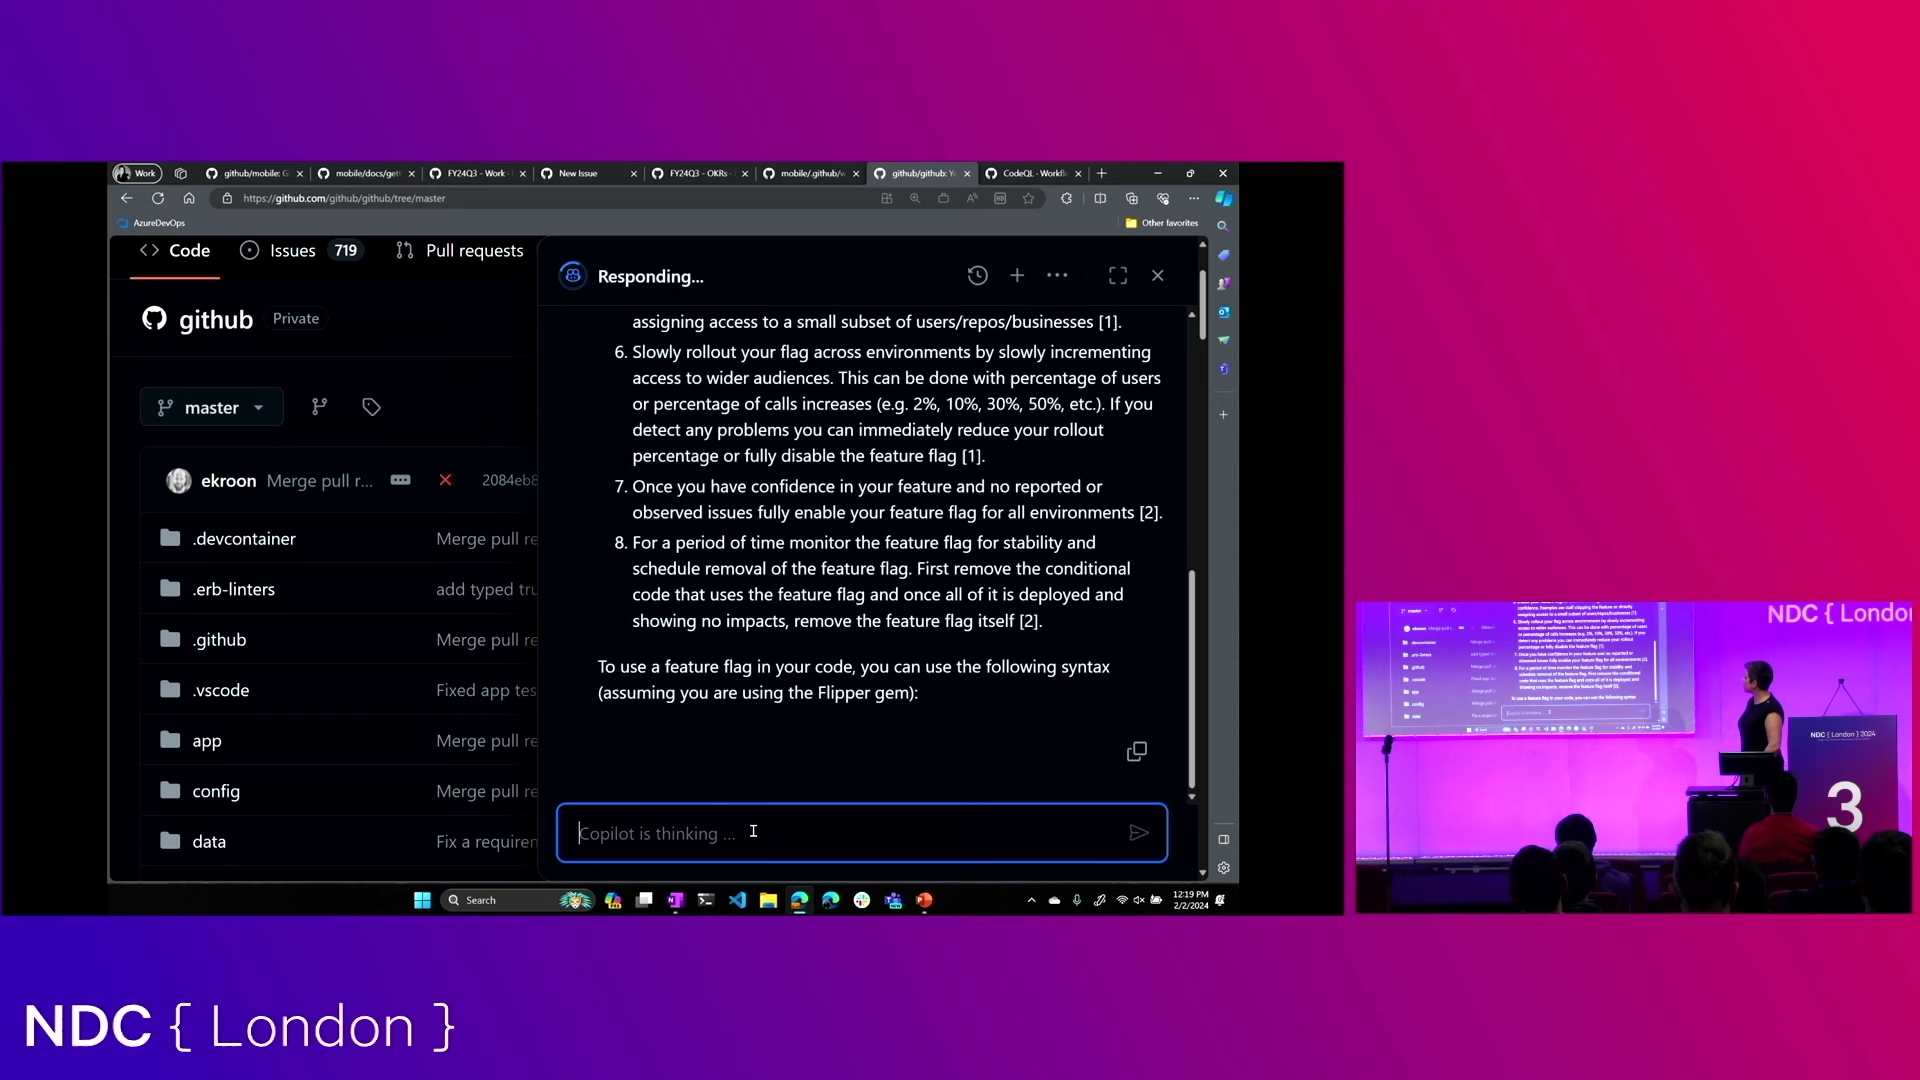 Work
github/mobile: G
mobile/docs/gett
FY24Q3 - Work -
New Issue
FY24Q3 - OKRs -
mobile/.github/w
github/github: Yo
CodeQL · Workfl
https://github.com/github/github/tree/master
AzureDevOps
Other favorites
Code
Issues 719
Pull requests
github Private
master
ekroon Merge pull r... 2084eb8
.devcontainer Merge pull re
.erb-linters add typed tru
.github Merge pull re
.vscode Fixed app tes
app Merge pull re
config Merge pull re
data Fix a requirem
Responding...
assigning access to a small subset of users/repos/businesses [1].
6. Slowly rollout your flag across environments by slowly incrementing
access to wider audiences. This can be done with percentage of users
or percentage of calls increases (e.g. 2%, 10%, 30%, 50%, etc.). If you
detect any problems you can immediately reduce your rollout
percentage or fully disable the feature flag [1].
7. Once you have confidence in your feature and no reported or
observed issues fully enable your feature flag for all environments [2].
8. For a period of time monitor the feature flag for stability and
schedule removal of the feature flag. First remove the conditional
code that uses the feature flag and once all of it is deployed and
showing no impacts, remove the feature flag itself [2].
To use a feature flag in your code, you can use the following syntax
(assuming you are using the Flipper gem):
Copilot is thinking ...
Search
12:19 PM
2/2/2024
NDC { Londor
NDC { London } 2024
3
NDC { London }